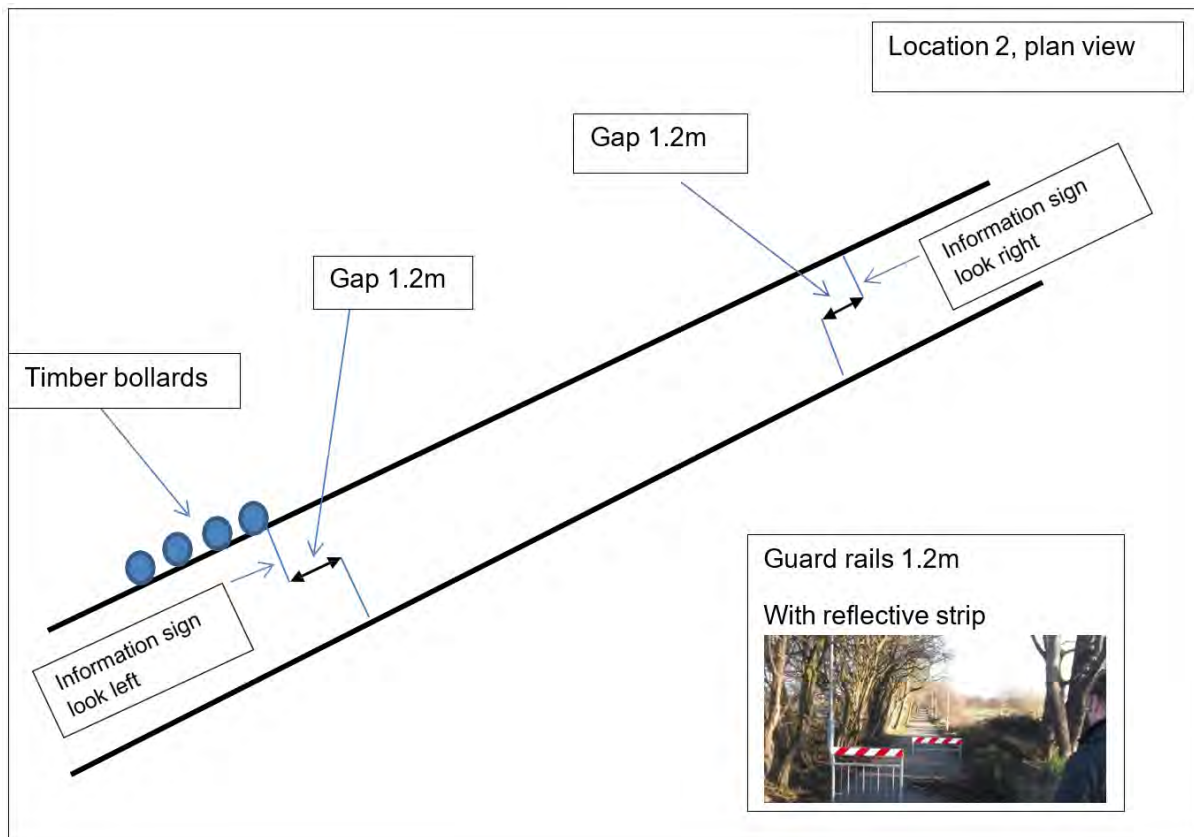 Location 2, plan view
Gap 1.2m
Information sign
look right
Gap 1.2m
Timber bollards
Information sign
look left
Guard rails 1.2m
With reflective strip